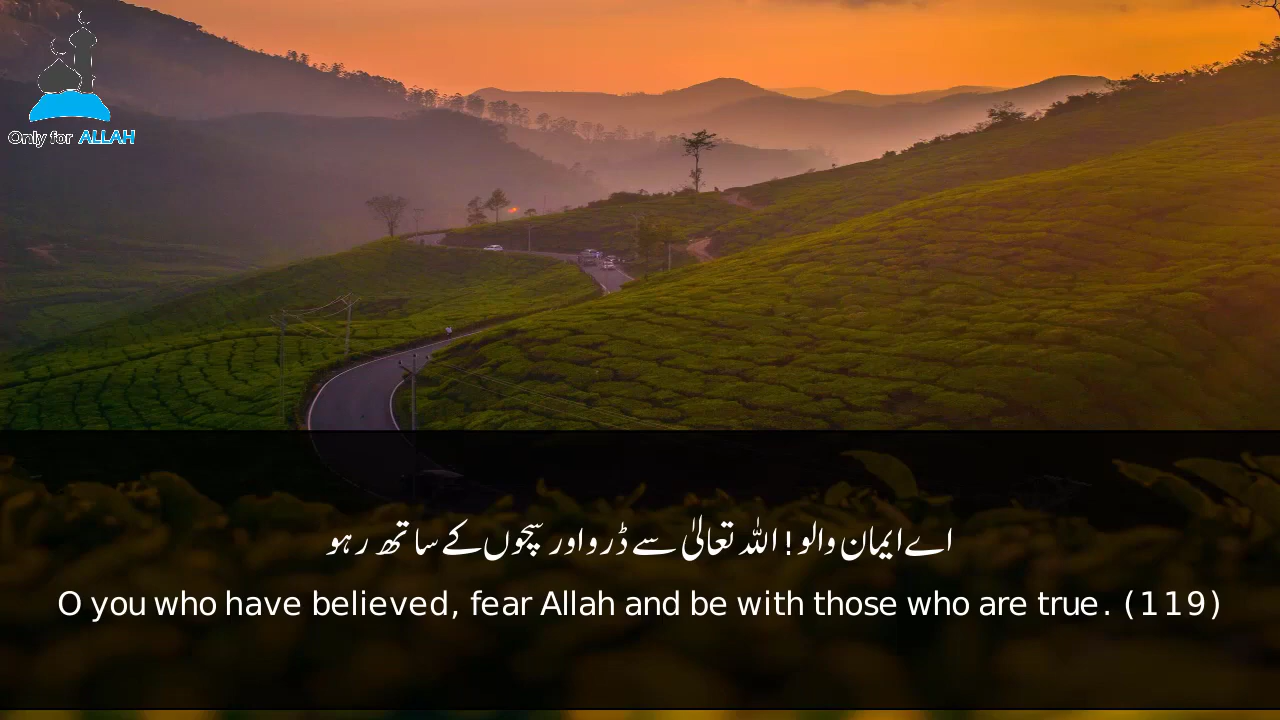 Only for ALLAH
اے ایمان والو! اللہ تعالیٰ سے ڈرو اور سچوں کے ساتھ رہو
O you who have believed, fear Allah and be with those who are true. (119)